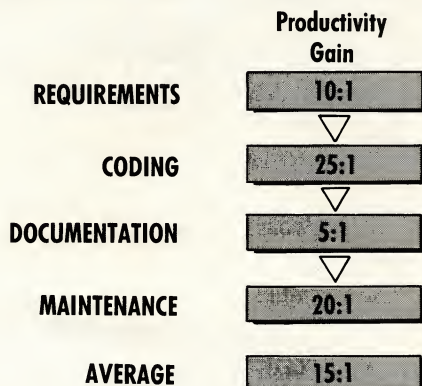 Productivity
Gain
REQUIREMENTS 10:1
CODING 25:1
DOCUMENTATION 5:1
MAINTENANCE 20:1
AVERAGE 15:1